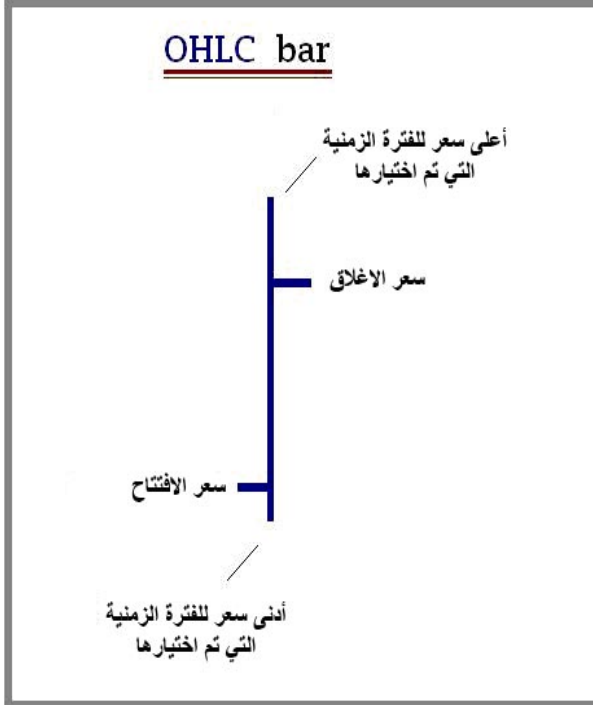 OHLC bar
أعلى سعر للفترة الزمنية
التي تم اختيارها
سعر الاغلاق
سعر الافتتاح
أدنى سعر للفترة الزمنية
التي تم اختيارها